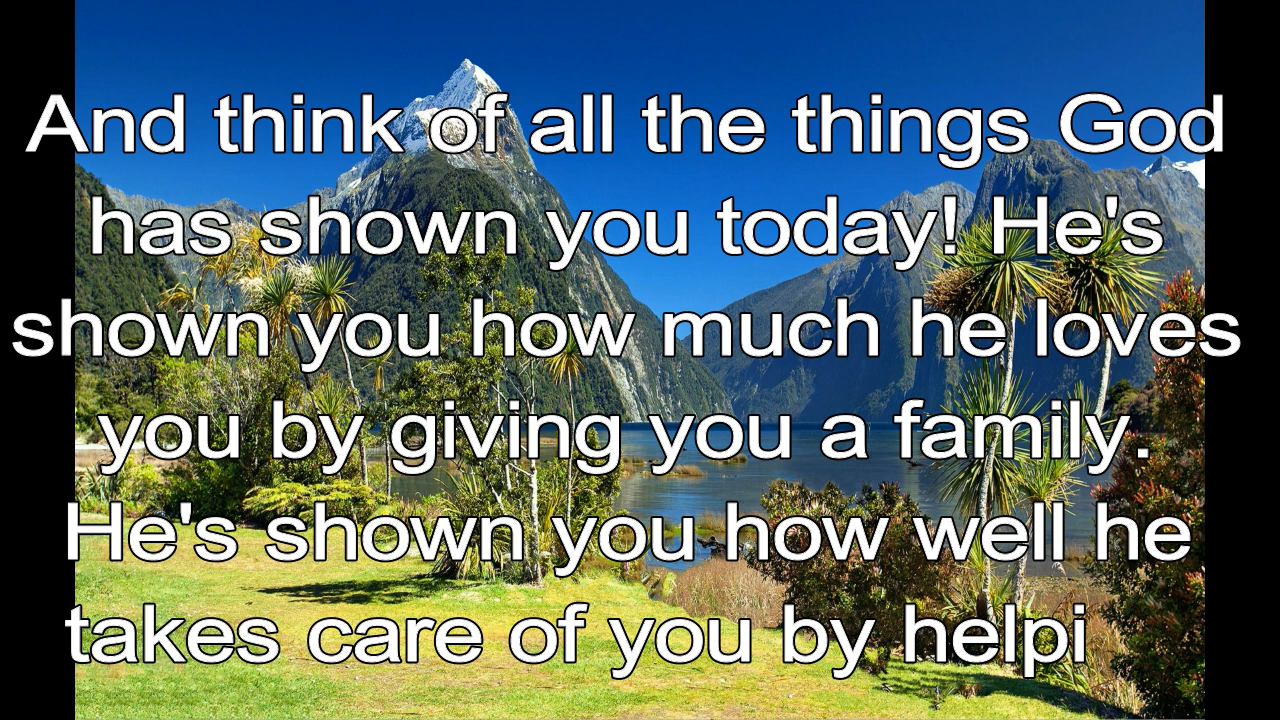 And think of all the things God
has shown you today! He's
shown you how much he loves
you by giving you a family.
He's shown you how well he
takes care of you by helpi